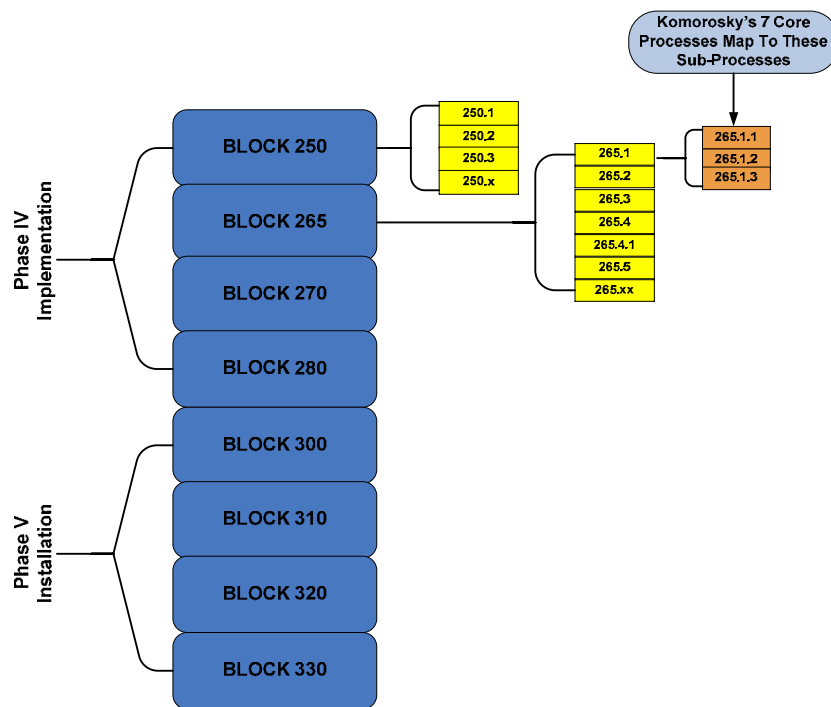 Komorosky's 7 Core
Processes Map To These
Sub-Processes
Phase IV
Implementation
BLOCK 250
BLOCK 265
BLOCK 270
BLOCK 280
250.1
250.2
250.3
250.x
265.1
265.2
265.3
265.4
265.4.1
265.5
265.xx
265.1.1
265.1.2
265.1.3
Phase V
Installation
BLOCK 300
BLOCK 310
BLOCK 320
BLOCK 330